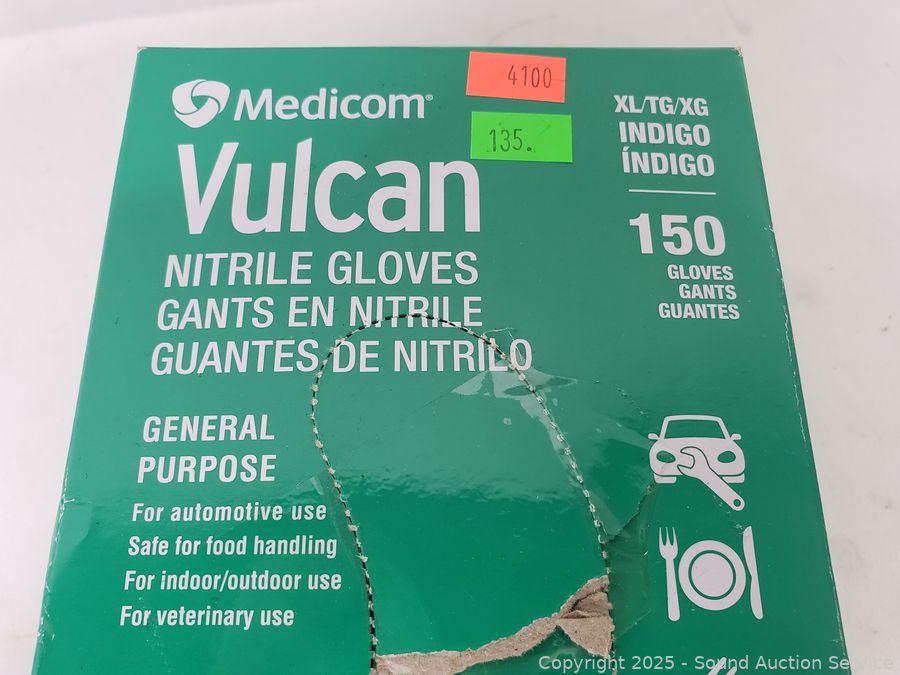 Medicom®
Vulcan
NITRILE GLOVES
GANTS EN NITRILE
GUANTES DE NITRILO
4100
135.
XL/TG/XG
INDIGO
ÍNDIGO
150
GLOVES
GANTS
GUANTES
GENERAL
PURPOSE
For automotive use
Safe for food handling
For indoor/outdoor use
For veterinary use
Copyright 2025 - Sound Auction Service